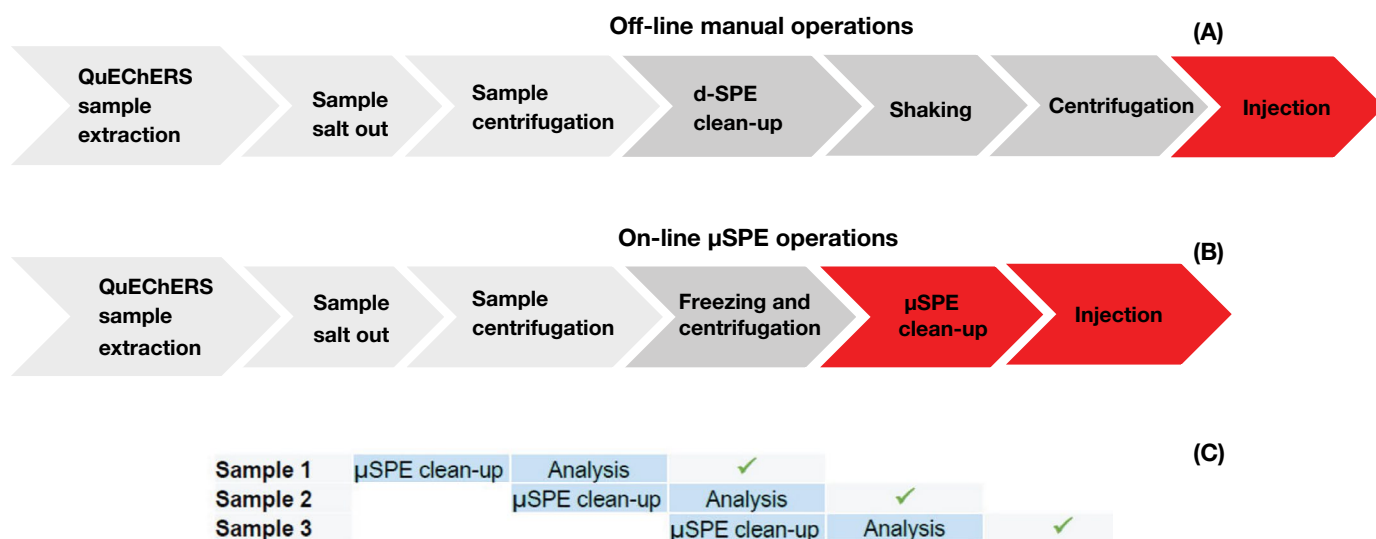 Off-line manual operations
(A)
QuEChERS
sample
extraction
Sample
salt out
Sample
centrifugation
d-SPE
clean-up
Shaking
Centrifugation
Injection
On-line µSPE operations
(B)
QuEChERS
sample
extraction
Sample
salt out
Sample
centrifugation
Freezing and
centrifugation
µSPE
clean-up
Injection
(C)
Sample 1 µSPE clean-up Analysis ✓
Sample 2 µSPE clean-up Analysis ✓
Sample 3 µSPE clean-up Analysis ✓